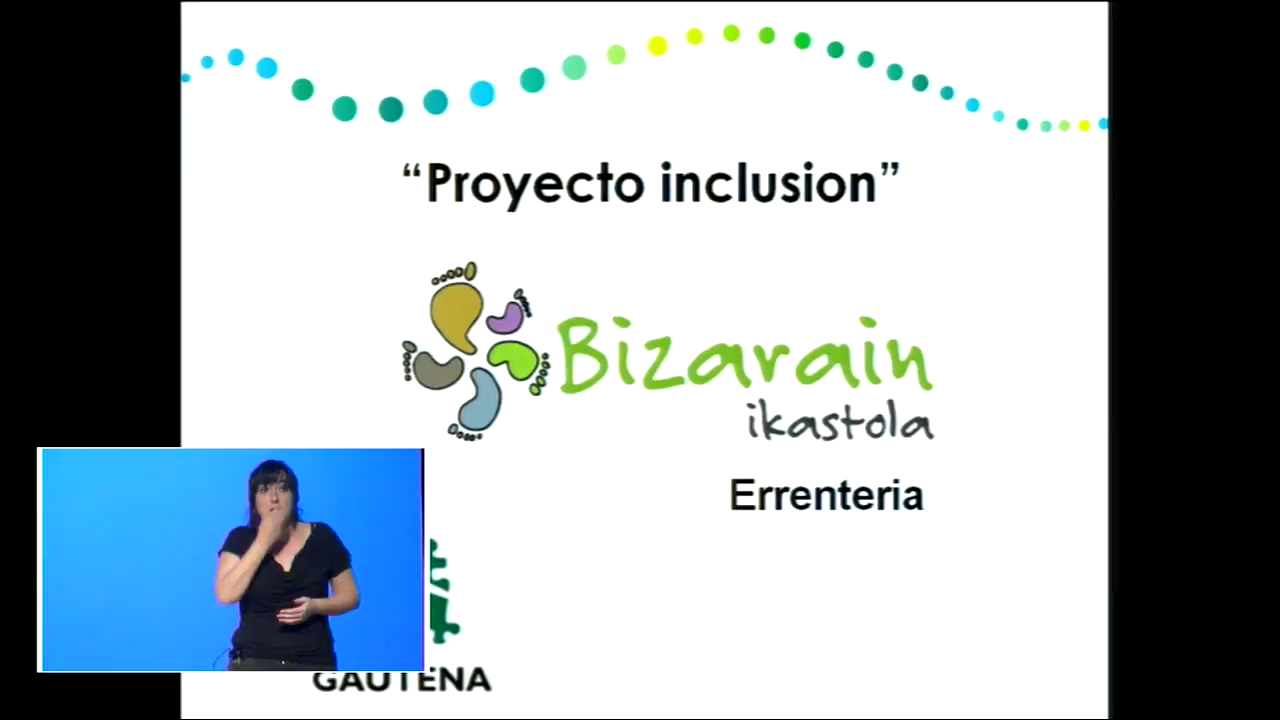 “Proyecto inclusion”
Bizarain
ikastola
Errenteria
GAUTENA